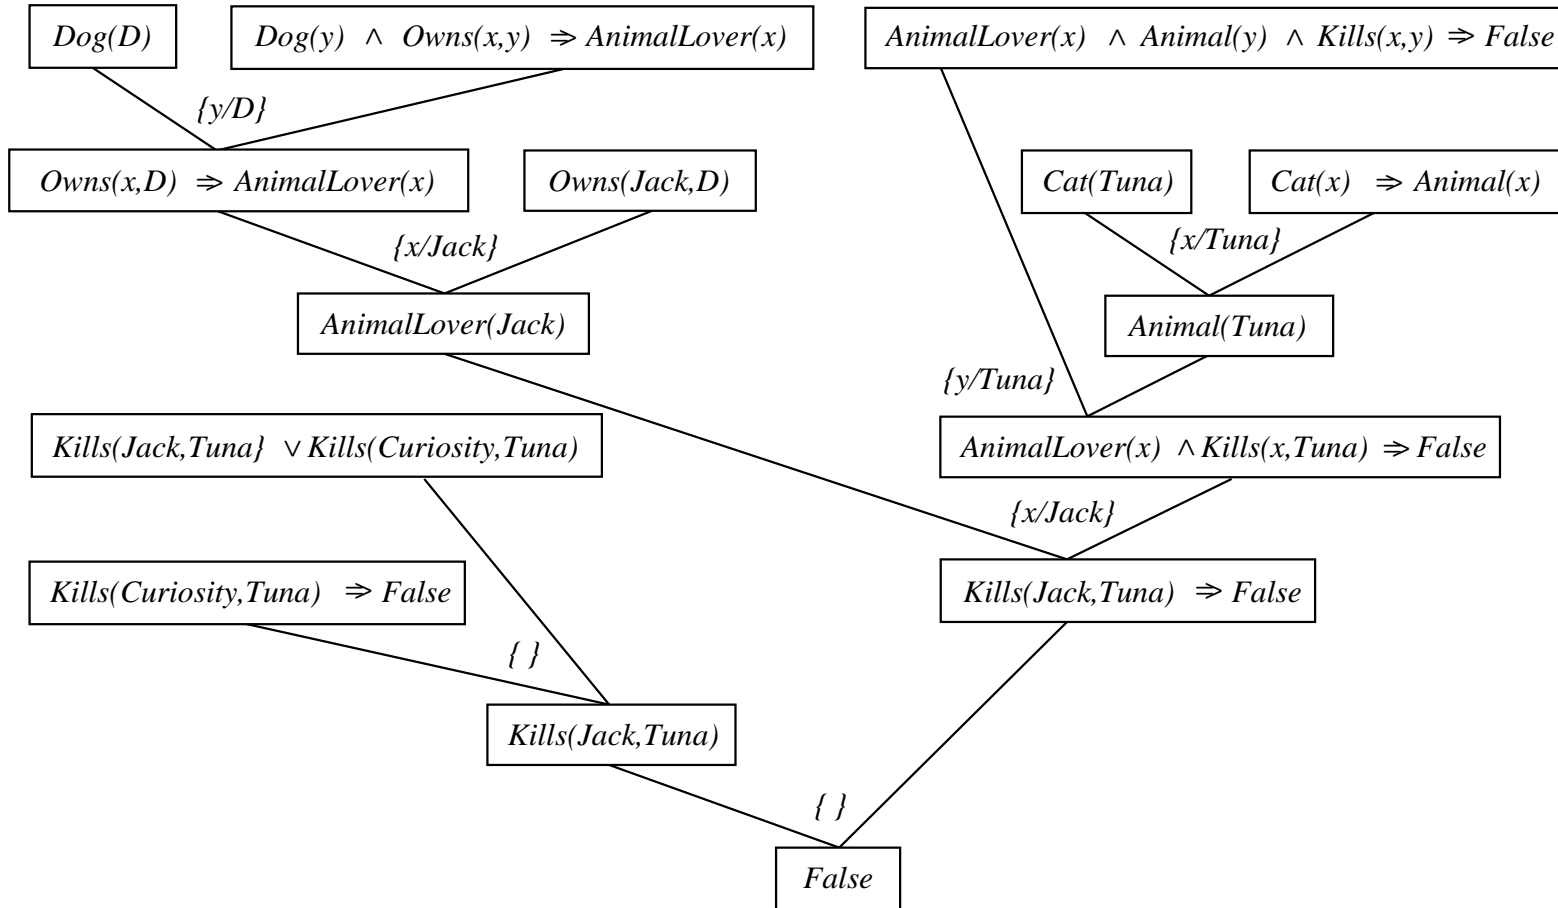 Dog(D)
Dog(y) ∧ Owns(x,y) ⇒ AnimalLover(x)
AnimalLover(x) ∧ Animal(y) ∧ Kills(x,y) ⇒ False
{y/D}
Owns(x,D) ⇒ AnimalLover(x)
Owns(Jack,D)
Cat(Tuna)
Cat(x) ⇒ Animal(x)
{x/Jack}
{x/Tuna}
AnimalLover(Jack)
Animal(Tuna)
{y/Tuna}
Kills(Jack,Tuna} ∨ Kills(Curiosity,Tuna)
AnimalLover(x) ∧ Kills(x,Tuna) ⇒ False
{x/Jack}
Kills(Curiosity,Tuna) ⇒ False
Kills(Jack,Tuna) ⇒ False
{ }
Kills(Jack,Tuna)
{ }
False